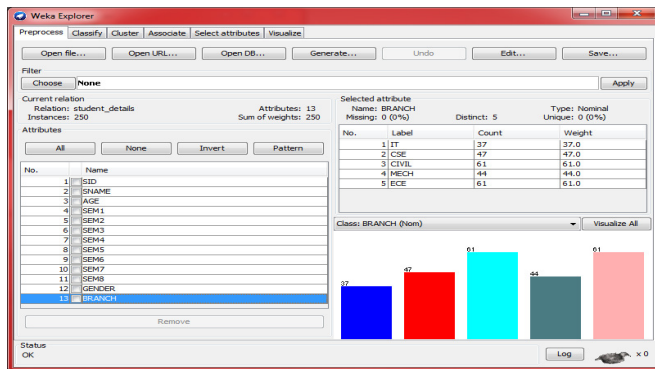 Weka Explorer
Preprocess Classify Cluster Associate Select attributes Visualize
Open file... Open URL... Open DB... Generate... Undo Edit... Save...
Filter
Choose None Apply
Current relation
Relation: student_details Attributes: 13
Instances: 250 Sum of weights: 250
Selected attribute
Name: BRANCH Type: Nominal
Missing: 0 (0%) Distinct: 5 Unique: 0 (0%)
Attributes
All None Invert Pattern
No. Name
1 SID
2 SNAME
3 AGE
4 SEM1
5 SEM2
6 SEM3
7 SEM4
8 SEM5
9 SEM6
10 SEM7
11 SEM8
12 GENDER
13 BRANCH
Remove
No. Label Count Weight
1 IT 37 37.0
2 CSE 47 47.0
3 CIVIL 61 61.0
4 MECH 44 44.0
5 ECE 61 61.0
Class: BRANCH (Nom) Visualize All
37 47 61 44 61
Status
OK Log x 0